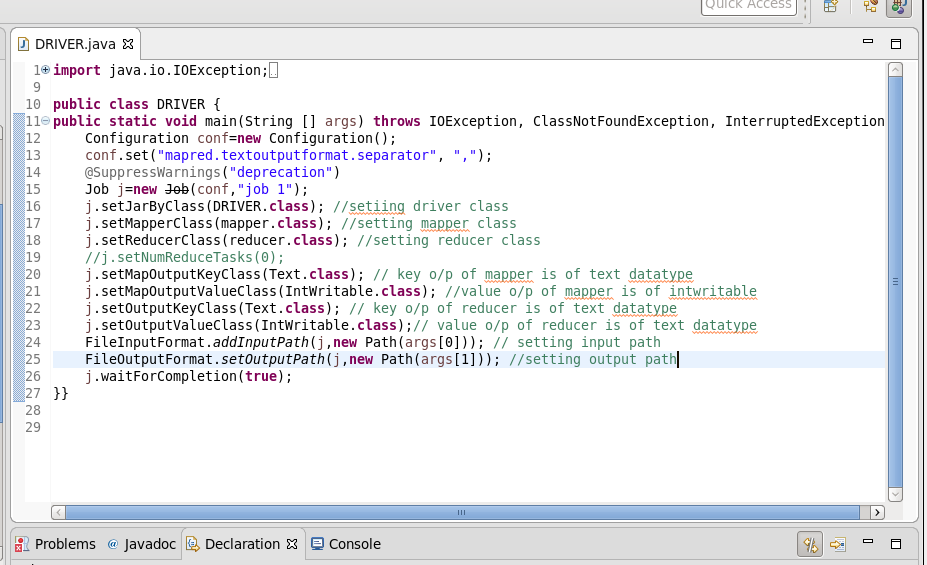 Quick Access
DRIVER.java
1 import java.io.IOException;
9
10 public class DRIVER {
11 public static void main(String [] args) throws IOException, ClassNotFoundException, InterruptedException
12 Configuration conf=new Configuration();
13 conf.set("mapred.textoutputformat.separator", ",");
14 @SuppressWarnings("deprecation")
15 Job j=new Job(conf,"job 1");
16 j.setJarByClass(DRIVER.class); //setiing driver class
17 j.setMapperClass(mapper.class); //setting mapper class
18 j.setReducerClass(reducer.class); //setting reducer class
19 //j.setNumReduceTasks(0);
20 j.setMapOutputKeyClass(Text.class); // key o/p of mapper is of text datatype
21 j.setMapOutputValueClass(IntWritable.class); //value o/p of mapper is of intwritable
22 j.setOutputKeyClass(Text.class); // key o/p of reducer is of text datatype
23 j.setOutputValueClass(IntWritable.class);// value o/p of reducer is of text datatype
24 FileInputFormat.addInputPath(j,new Path(args[0])); // setting input path
25 FileOutputFormat.setOutputPath(j,new Path(args[1])); //setting output path
26 j.waitForCompletion(true);
27 }}
28
29
Problems @ Javadoc Declaration Console